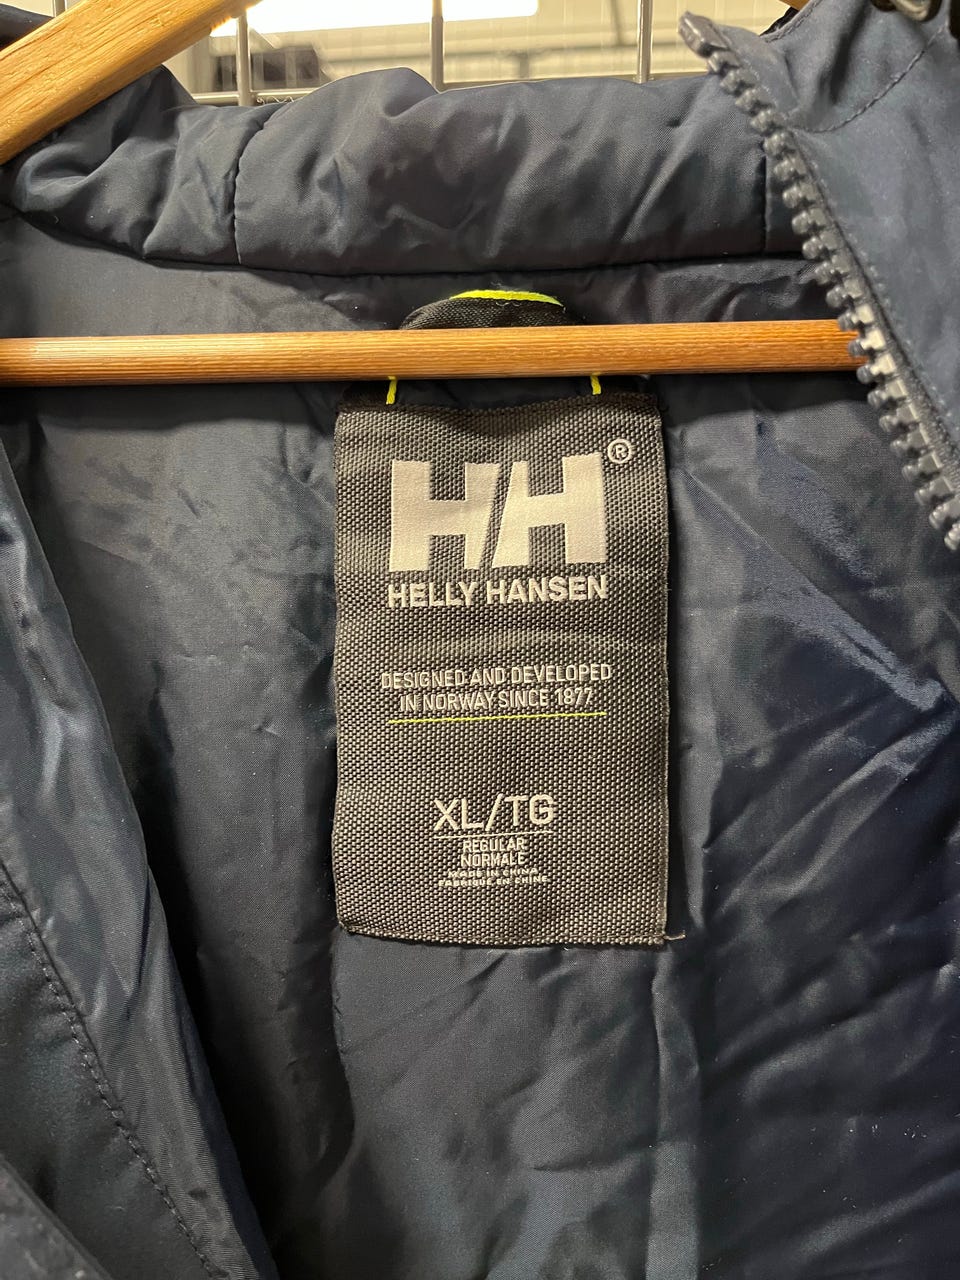 HH®
HELLY HANSEN
DESIGNED AND DEVELOPED
IN NORWAY SINCE 1877
XL/TG
REGULAR
NORMALE
MADE IN CHINA
FABRIQUE EN CHINE